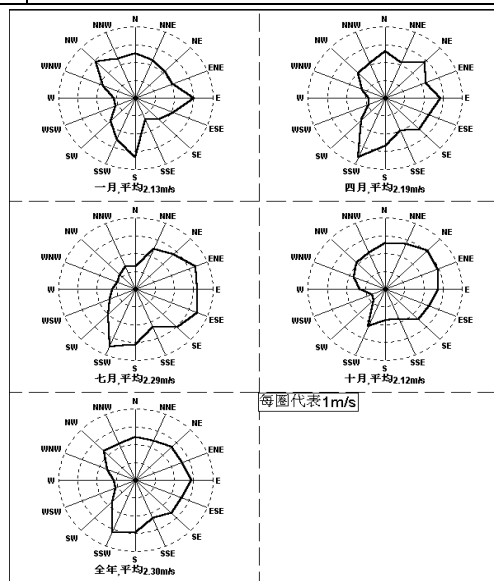 N
NNW NNE
NW NE
WNW ENE
W E
WSW ESE
SW SE
SSW SSE
S
一月,平均2.13m/s
N
NNW NNE
NW NE
WNW ENE
W E
WSW ESE
SW SE
SSW SSE
S
四月,平均2.19m/s
N
NNW NNE
NW NE
WNW ENE
W E
WSW ESE
SW SE
SSW SSE
S
七月,平均2.29m/s
N
NNW NNE
NW NE
WNW ENE
W E
WSW ESE
SW SE
SSW SSE
S
十月,平均2.12m/s
每圈代表1m/s
N
NNW NNE
NW NE
WNW ENE
W E
WSW ESE
SW SE
SSW SSE
S
全年,平均2.30m/s